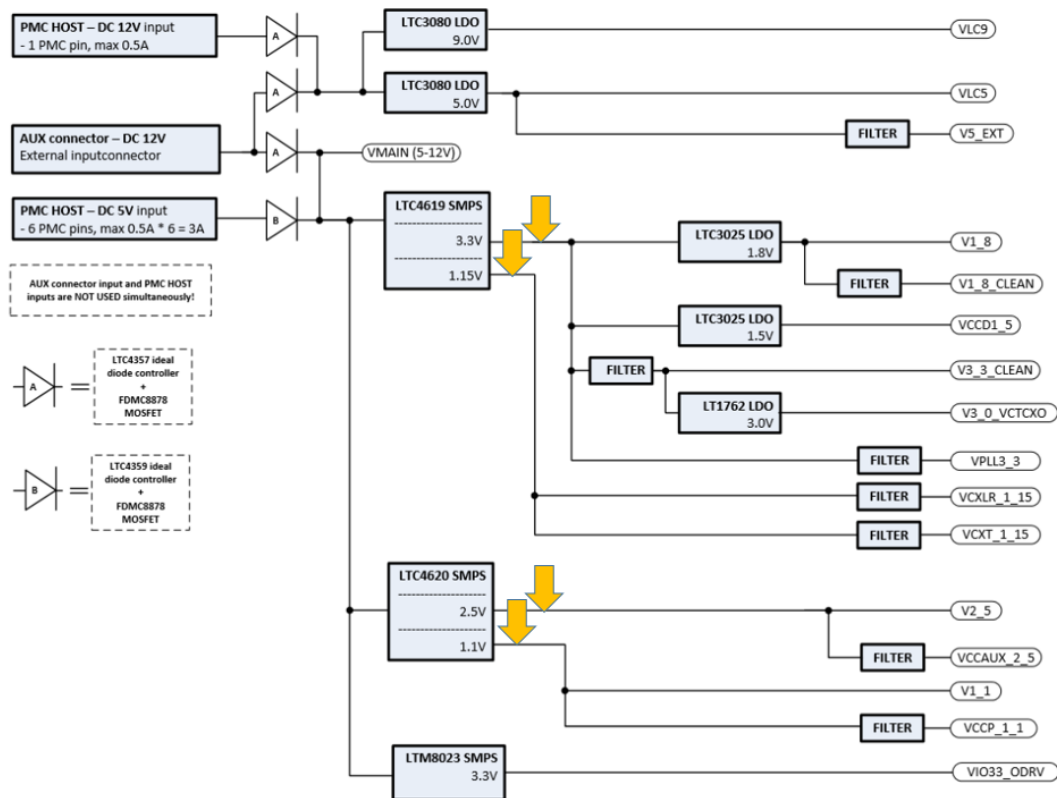 PMC HOST – DC 12V input
- 1 PMC pin, max 0.5A
A
LTC3080 LDO
9.0V
VLC9
A
LTC3080 LDO
5.0V
VLC5
FILTER
V5_EXT
AUX connector – DC 12V
External inputconnector
A
VMAIN (5-12V)
PMC HOST – DC 5V input
- 6 PMC pins, max 0.5A * 6 = 3A
B
LTC4619 SMPS
3.3V
1.15V
LTC3025 LDO
1.8V
V1_8
FILTER
V1_8_CLEAN
AUX connector input and PMC HOST
inputs are NOT USED simultaneously!
LTC3025 LDO
1.5V
VCCD1_5
FILTER
V3_3_CLEAN
LT1762 LDO
3.0V
V3_0_VCTCXO
A
LTC4357 ideal
diode controller
+
FDMC8878
MOSFET
FILTER
VPLL3_3
FILTER
VCXLR_1_15
FILTER
VCXT_1_15
B
LTC4359 ideal
diode controller
+
FDMC8878
MOSFET
LTC4620 SMPS
2.5V
1.1V
V2_5
FILTER
VCCAUX_2_5
V1_1
FILTER
VCCP_1_1
LTM8023 SMPS
3.3V
VIO33_ODRV